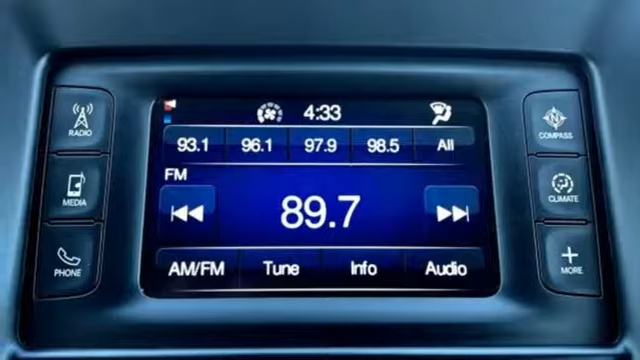 4:33
93.1 96.1 97.9 98.5 All
FM
89.7
AM/FM Tune Info Audio
RADIO
MEDIA
PHONE
COMPASS
CLIMATE
MORE